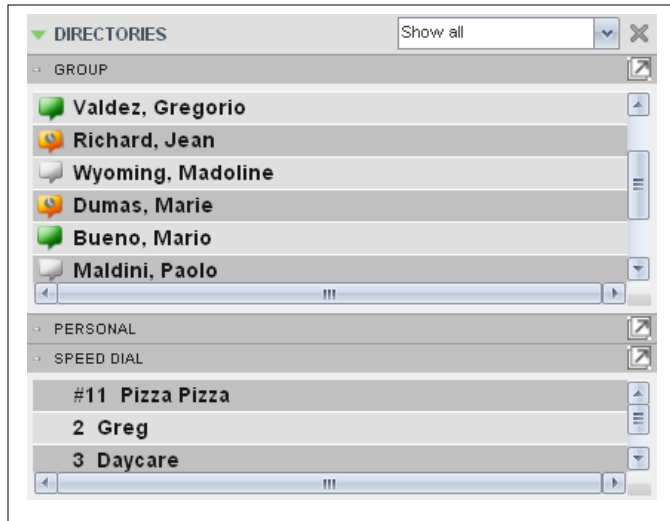 DIRECTORIES Show all
GROUP
Valdez, Gregorio
Richard, Jean
Wyoming, Madoline
Dumas, Marie
Bueno, Mario
Maldini, Paolo
PERSONAL
SPEED DIAL
#11 Pizza Pizza
2 Greg
3 Daycare